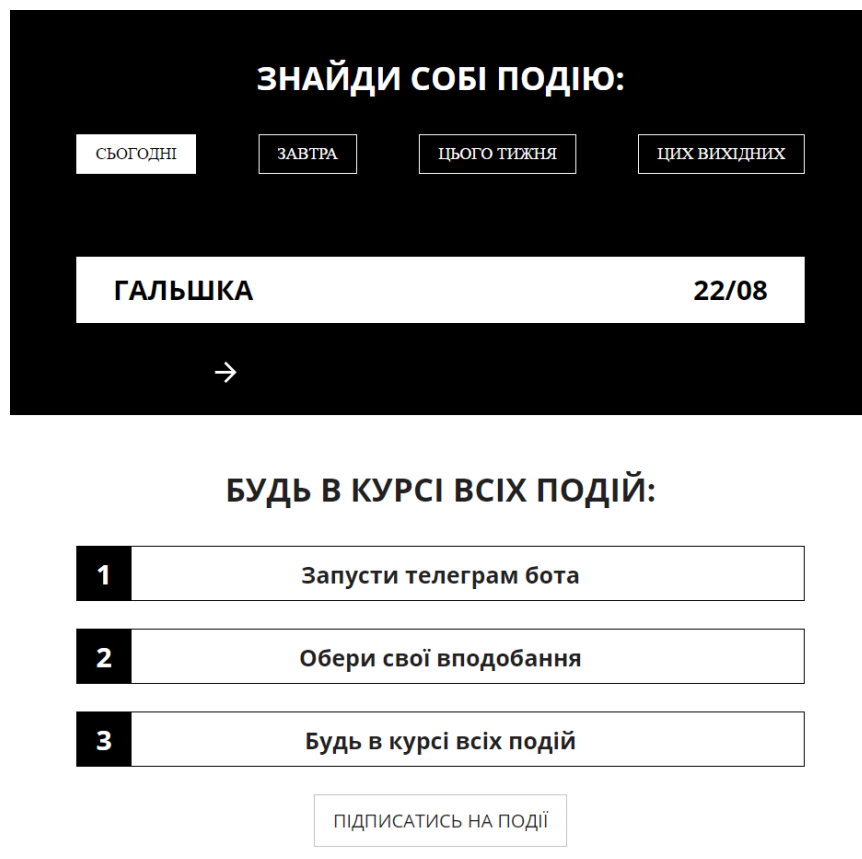 ЗНАЙДИ СОБІ ПОДІЮ:
СЬОГОДНІ ЗАВТРА ЦЬОГО ТИЖНЯ ЦИХ ВИХІДНИХ
ГАЛЬШКА 22/08
БУДЬ В КУРСІ ВСІХ ПОДІЙ:
1 Запусти телеграм бота
2 Обери свої вподобання
3 Будь в курсі всіх подій
ПІДПИСАТИСЬ НА ПОДІЇ